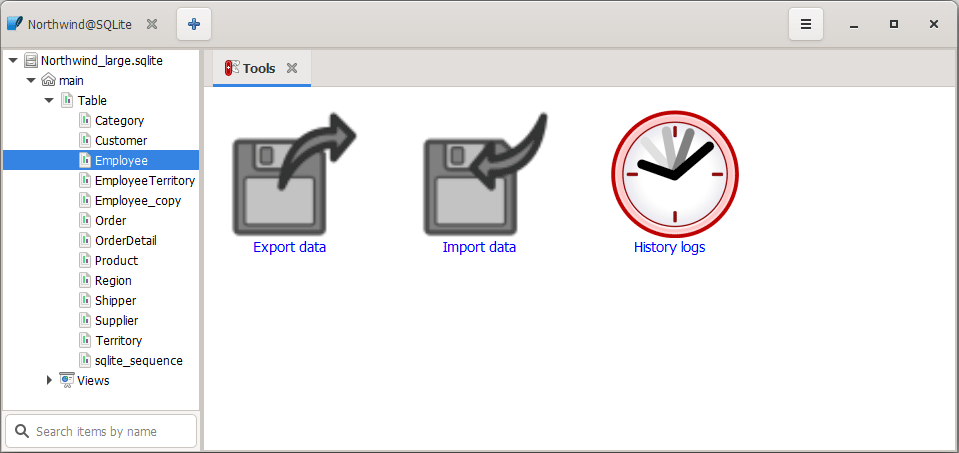 Northwind@SQLite
Northwind_large.sqlite
main
Table
Category
Customer
Employee
EmployeeTerritory
Employee_copy
Order
OrderDetail
Product
Region
Shipper
Supplier
Territory
sqlite_sequence
Views
Search items by name
Tools
Export data
Import data
History logs